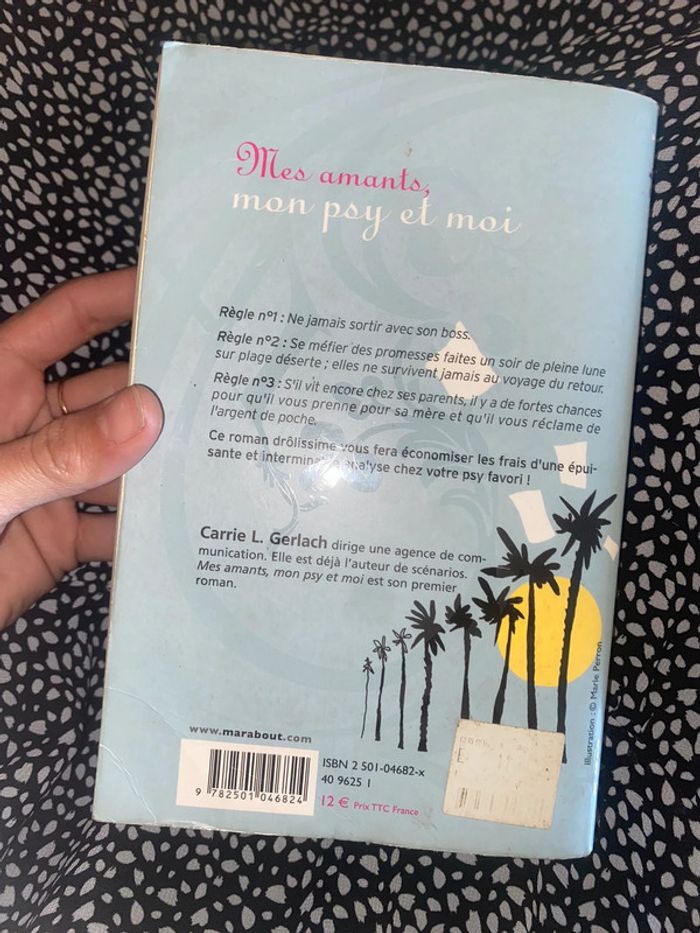 Mes amants,
mon psy et moi
Règle n°1 : Ne jamais sortir avec son boss.
Règle n°2 : Se méfier des promesses faites un soir de pleine lune
sur plage déserte ; elles ne survivent jamais au voyage du retour.
Règle n°3 : S'il vit encore chez ses parents, il y a de fortes chances
pour qu'il vous prenne pour sa mère et qu'il vous réclame de
l'argent de poche.
Ce roman drôlissime vous fera économiser les frais d'une épui-
sante et interminable analyse chez votre psy favori !
Carrie L. Gerlach dirige une agence de com-
munication. Elle est déjà l'auteur de scénarios.
Mes amants, mon psy et moi est son premier
roman.
Illustration : © Marie Perron
www.marabout.com
ISBN 2 501-04682-x
40 9625 1
9 782501 046824
12 € Prix TTC France